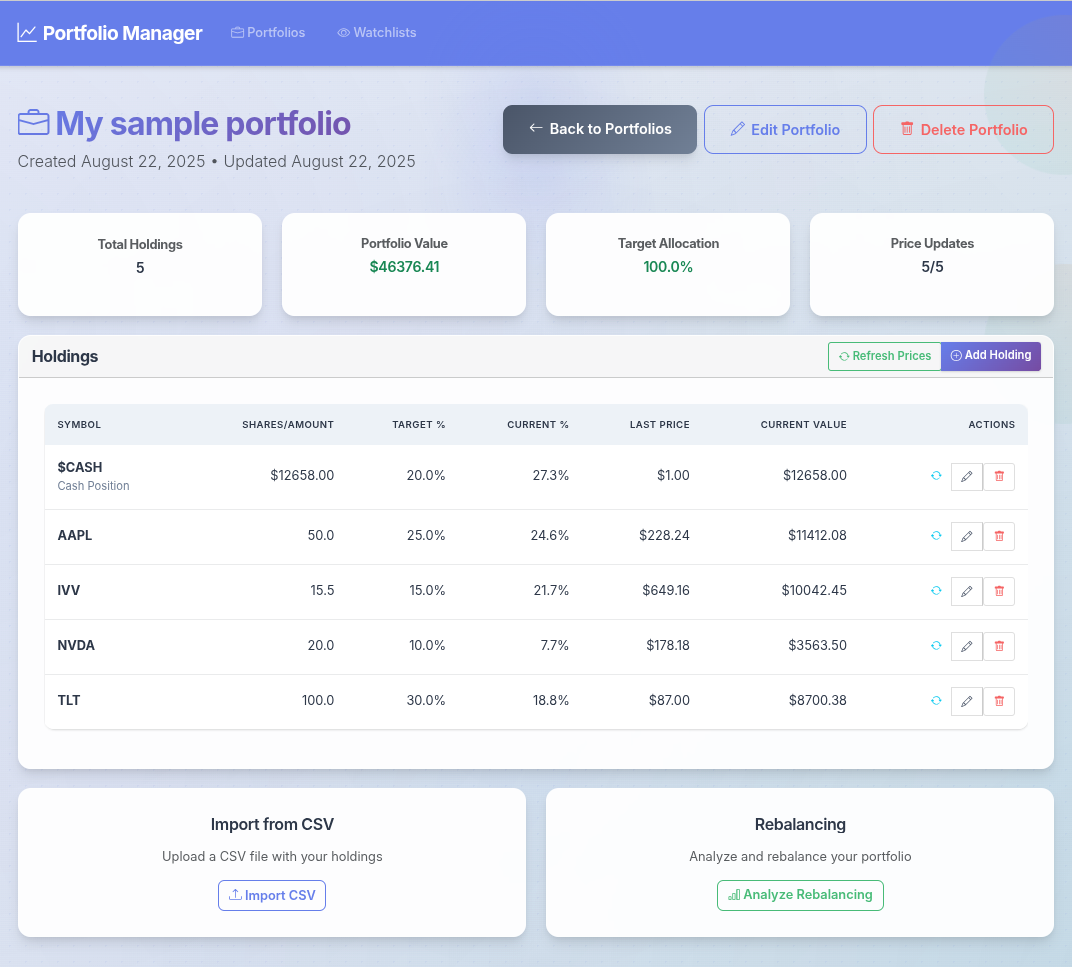 Portfolio Manager Portfolios Watchlists
My sample portfolio
Created August 22, 2025 • Updated August 22, 2025
Back to Portfolios Edit Portfolio Delete Portfolio
Total Holdings
5
Portfolio Value
$46376.41
Target Allocation
100.0%
Price Updates
5/5
Holdings Refresh Prices Add Holding
SYMBOL SHARES/AMOUNT TARGET % CURRENT % LAST PRICE CURRENT VALUE ACTIONS
$CASH $12658.00 20.0% 27.3% $1.00 $12658.00
Cash Position
AAPL 50.0 25.0% 24.6% $228.24 $11412.08
IVV 15.5 15.0% 21.7% $649.16 $10042.45
NVDA 20.0 10.0% 7.7% $178.18 $3563.50
TLT 100.0 30.0% 18.8% $87.00 $8700.38
Import from CSV
Upload a CSV file with your holdings
Import CSV
Rebalancing
Analyze and rebalance your portfolio
Analyze Rebalancing